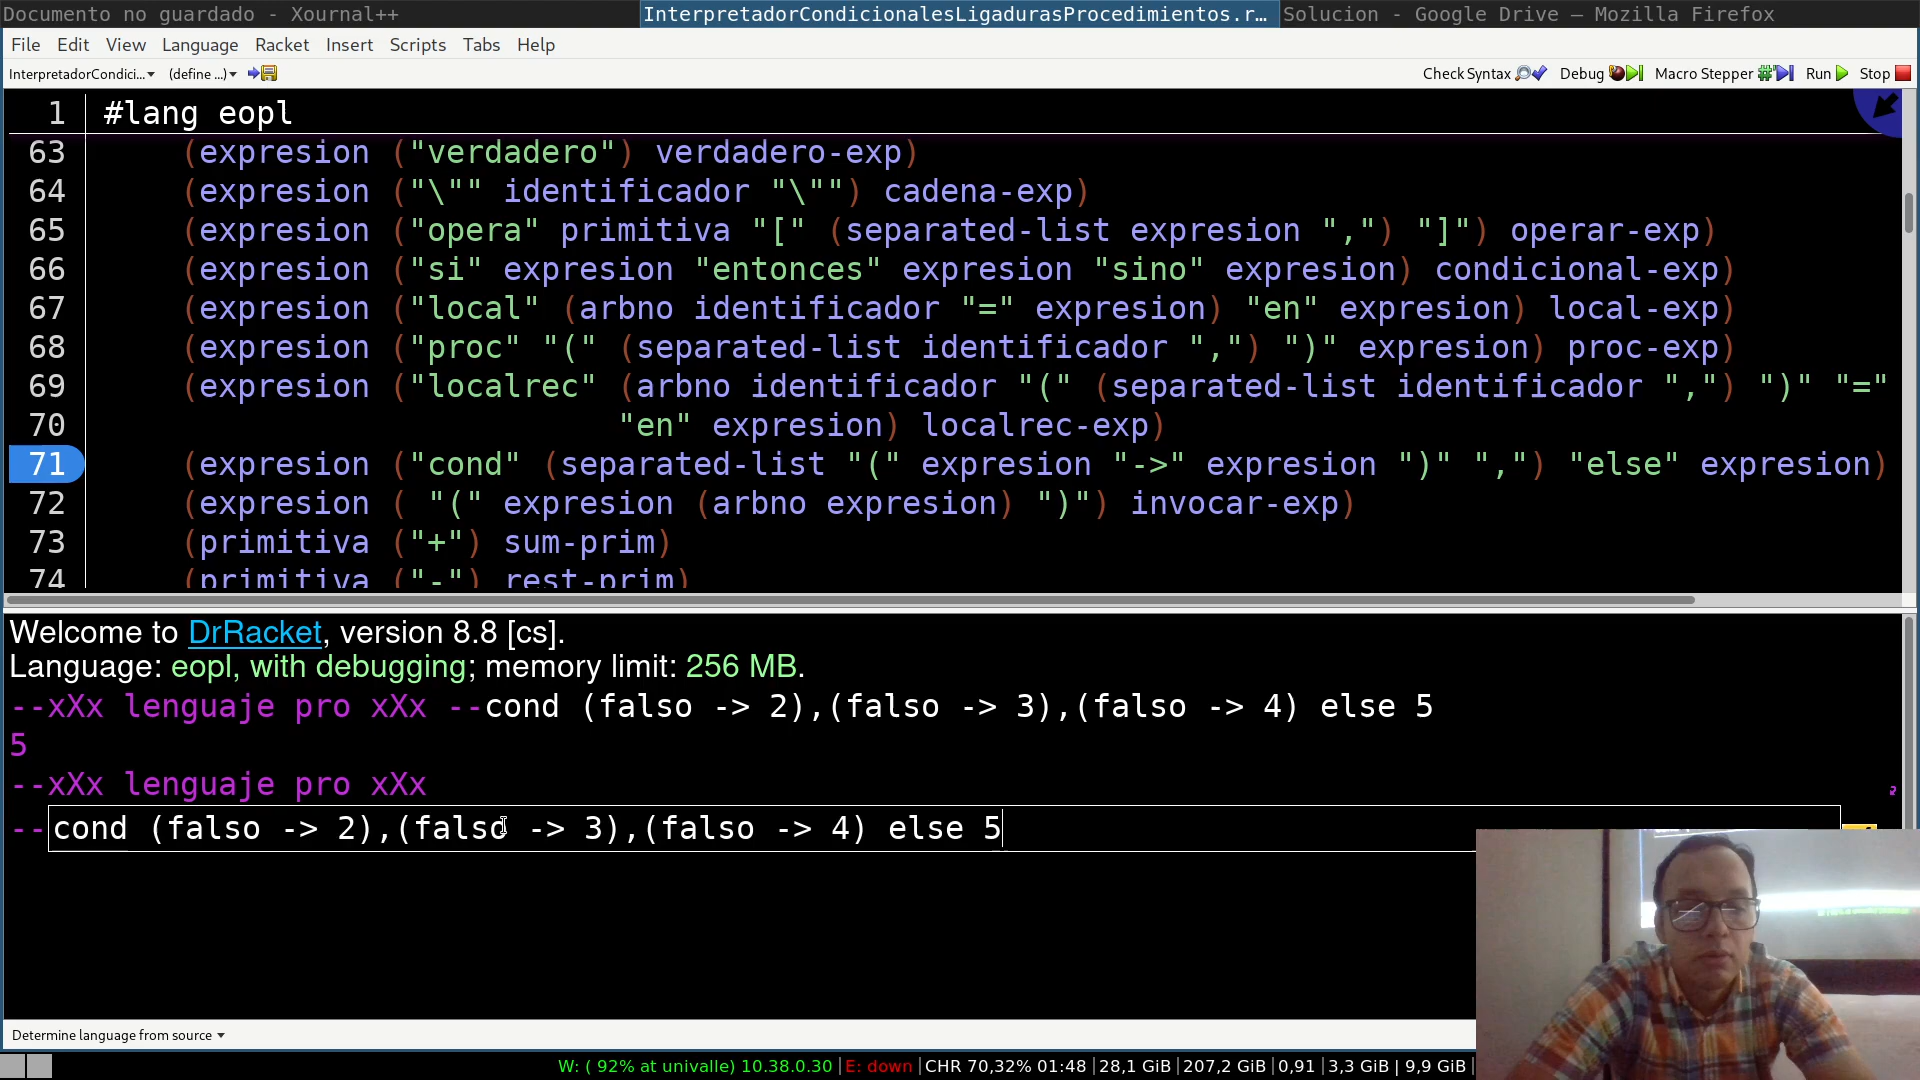 Documento no guardado - Xournal++
InterpretadorCondicionalesLigadurasProcedimientos.r…
Solucion - Google Drive — Mozilla Firefox
File Edit View Language Racket Insert Scripts Tabs Help
InterpretadorCondici... (define ...) Check Syntax Debug Macro Stepper Run Stop
1 #lang eopl
63 (expresion ("verdadero") verdadero-exp)
64 (expresion ("\"" identificador "\"") cadena-exp)
65 (expresion ("opera" primitiva "[" (separated-list expresion ",") "]") operar-exp)
66 (expresion ("si" expresion "entonces" expresion "sino" expresion) condicional-exp)
67 (expresion ("local" (arbno identificador "=" expresion) "en" expresion) local-exp)
68 (expresion ("proc" "(" (separated-list identificador ",") ")" expresion) proc-exp)
69 (expresion ("localrec" (arbno identificador "(" (separated-list identificador ",") ")" "="
70 "en" expresion) localrec-exp)
71 (expresion ("cond" (separated-list "(" expresion "->" expresion ")" ",") "else" expresion)
72 (expresion ( "(" expresion (arbno expresion) ")") invocar-exp)
73 (primitiva ("+") sum-prim)
74 (primitiva ("-") rest-prim)
Welcome to DrRacket, version 8.8 [cs].
Language: eopl, with debugging; memory limit: 256 MB.
--xXx lenguaje pro xXx --cond (falso -> 2),(falso -> 3),(falso -> 4) else 5
5
--xXx lenguaje pro xXx
--cond (falso -> 2),(falso -> 3),(falso -> 4) else 5
Determine language from source
W: ( 92% at univalle) 10.38.0.30 |E: down |CHR 70,32% 01:48 |28,1 GiB |207,2 GiB |0,91 |3,3 GiB | 9,9 GiB |